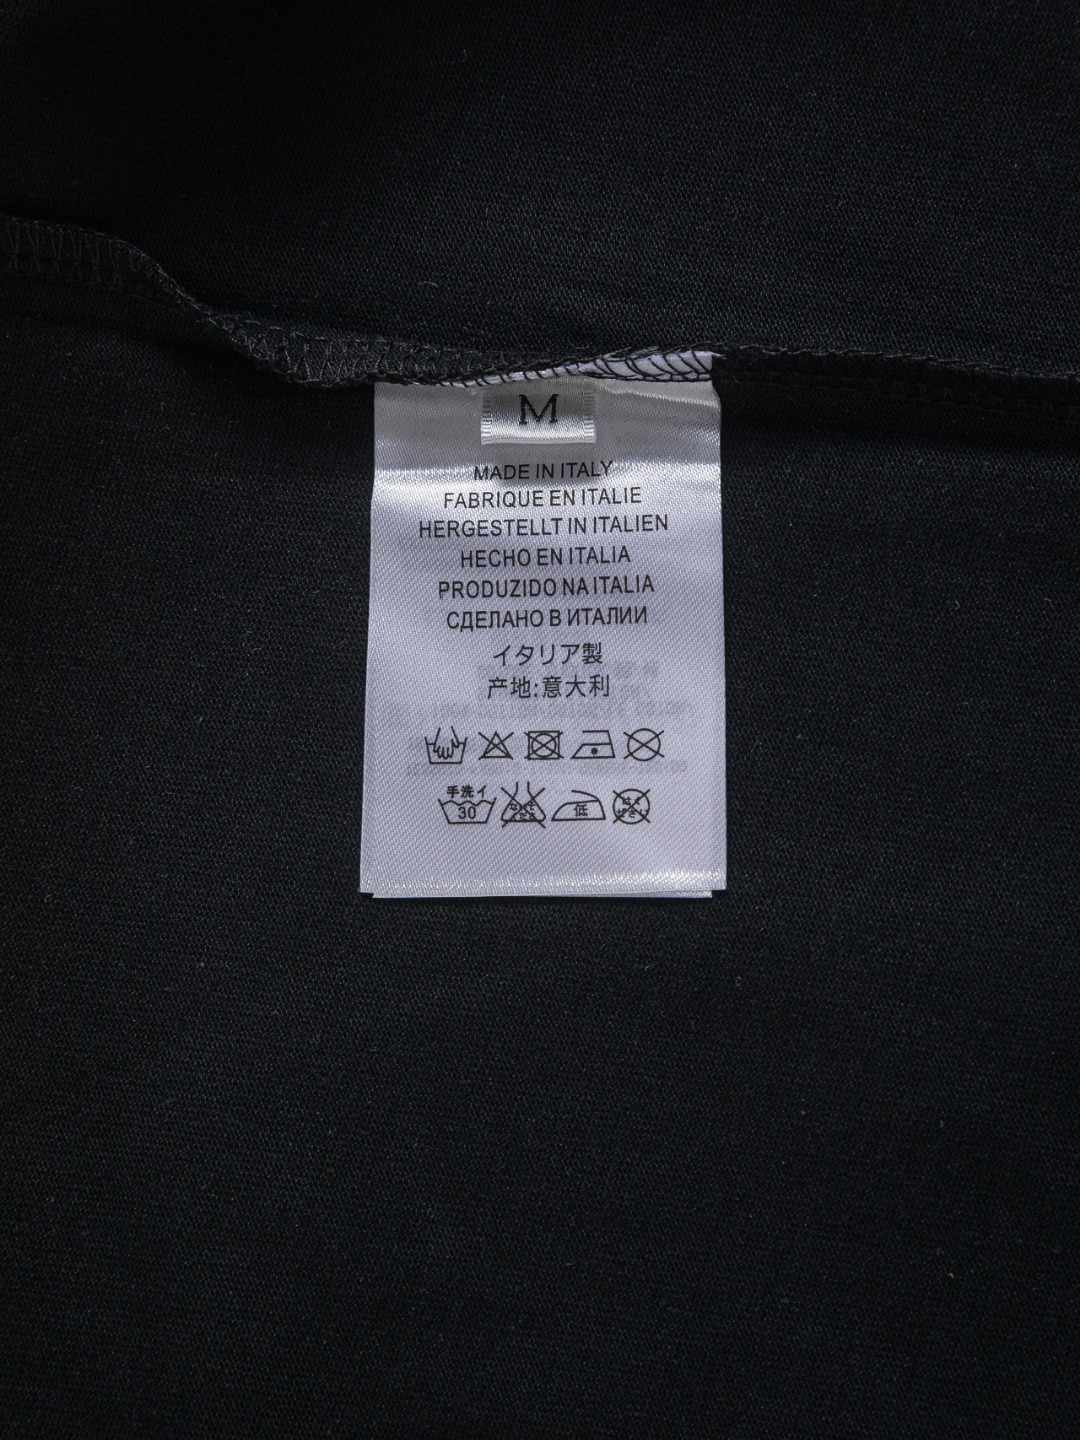 M
MADE IN ITALY
FABRIQUE EN ITALIE
HERGESTELLT IN ITALIEN
HECHO EN ITALIA
PRODUZIDO NA ITALIA
СДЕЛАНО В ИТАЛИИ
イタリア製
产地:意大利
手洗イ
30
低